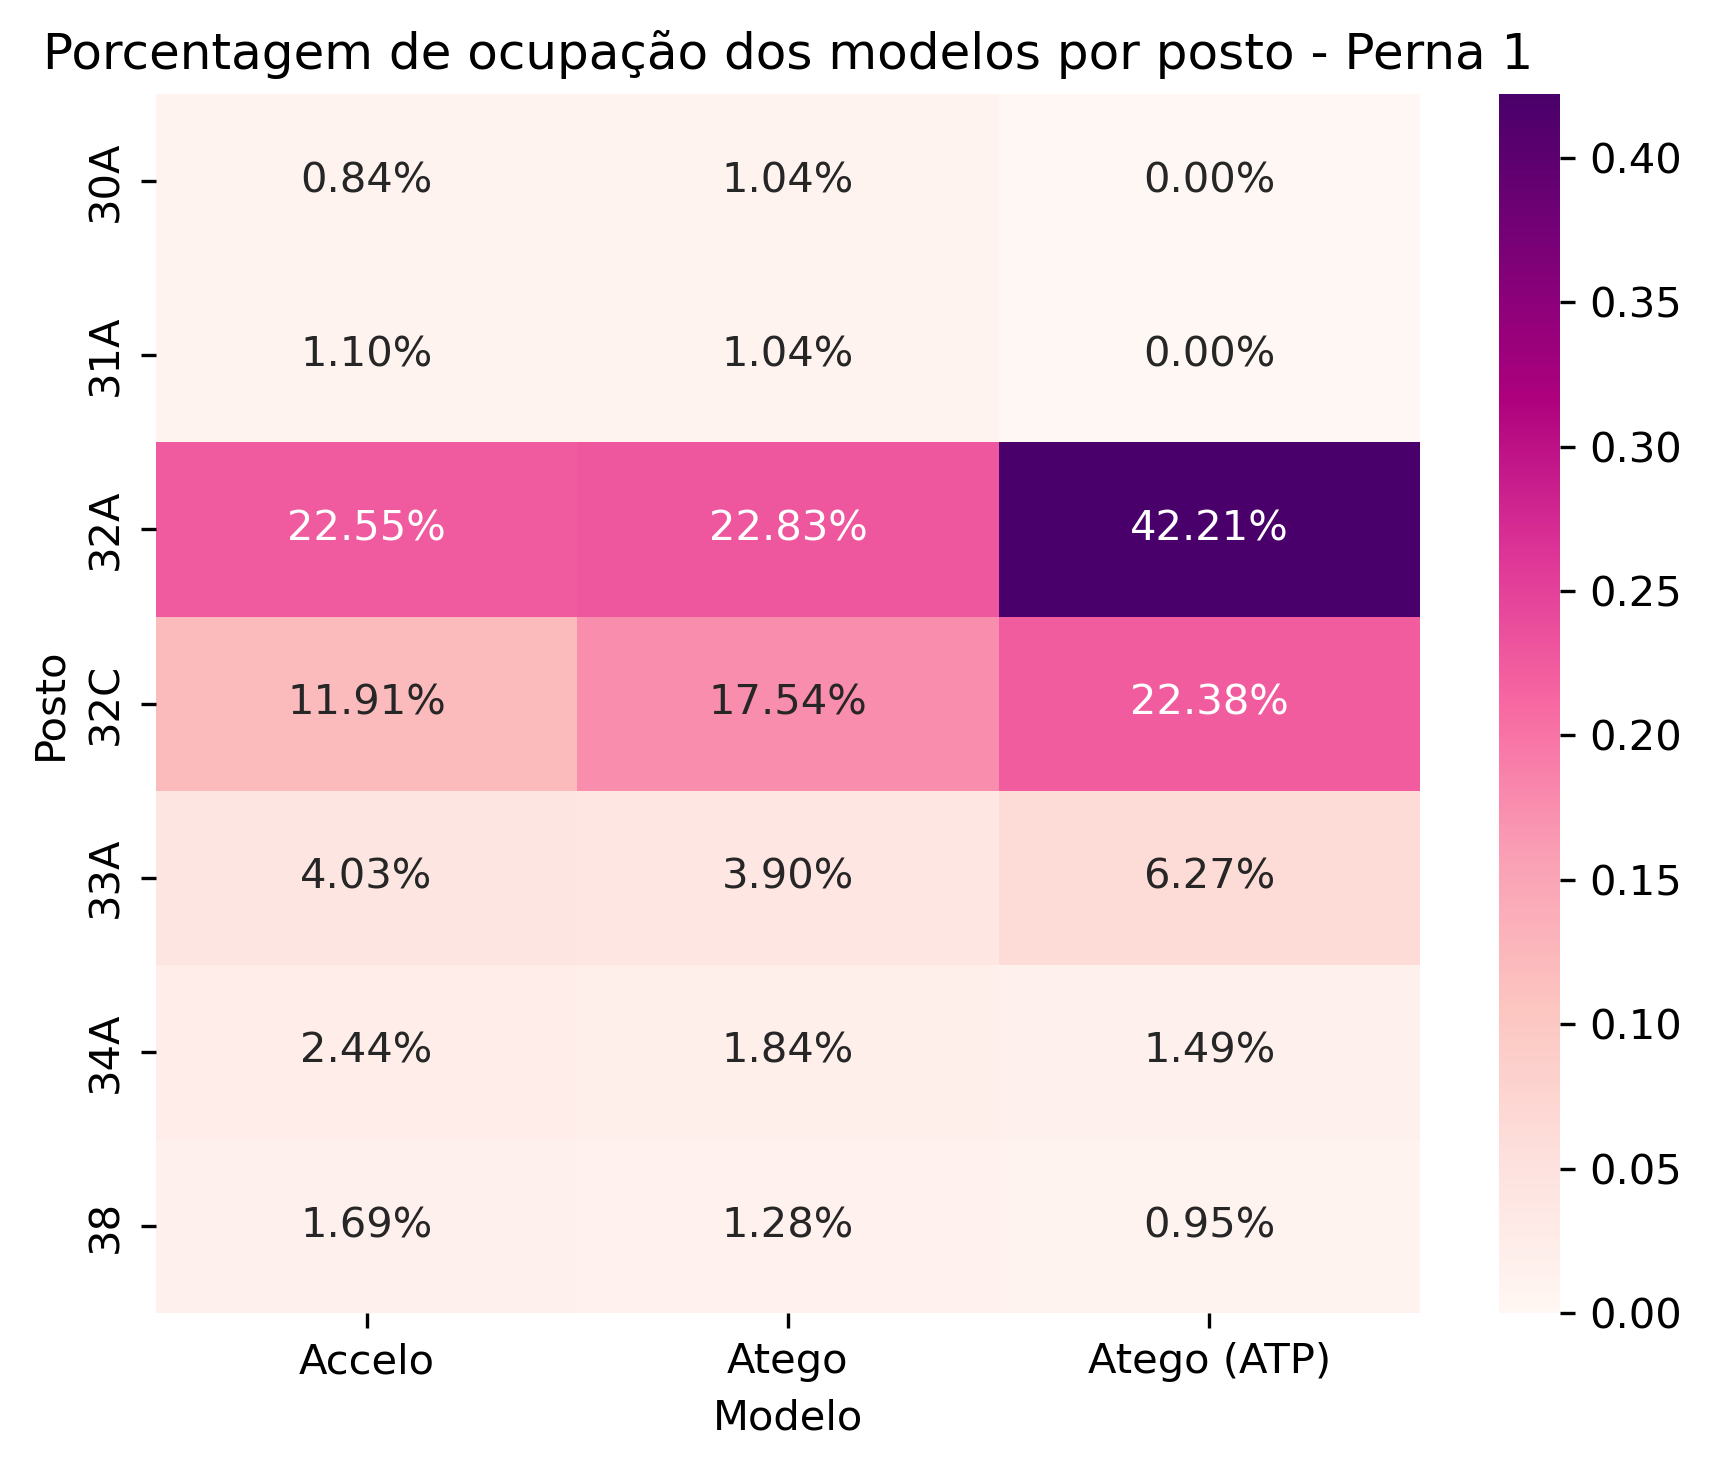 Porcentagem de ocupação dos modelos por posto - Perna 1
30A 0.84% 1.04% 0.00%
31A 1.10% 1.04% 0.00%
32A 22.55% 22.83% 42.21%
32C 11.91% 17.54% 22.38%
33A 4.03% 3.90% 6.27%
34A 2.44% 1.84% 1.49%
38 1.69% 1.28% 0.95%
Posto
Accelo Atego Atego (ATP)
Modelo
0.40
0.35
0.30
0.25
0.20
0.15
0.10
0.05
0.00